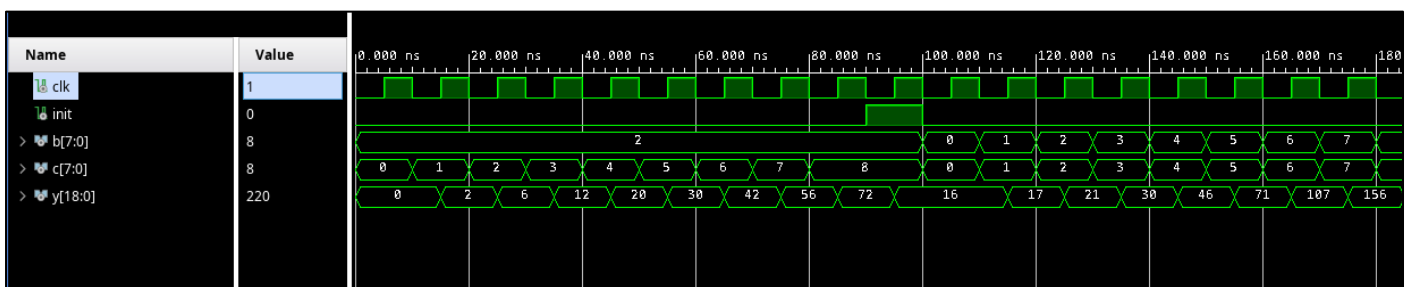 Name Value 0.000 ns 20.000 ns 40.000 ns 60.000 ns 80.000 ns 100.000 ns 120.000 ns 140.000 ns 160.000 ns 180
clk 1
init 0
b[7:0] 8 2 0 1 2 3 4 5 6 7
c[7:0] 8 0 1 2 3 4 5 6 7 8 0 1 2 3 4 5 6 7
y[18:0] 220 0 2 6 12 20 30 42 56 72 16 17 21 30 46 71 107 156